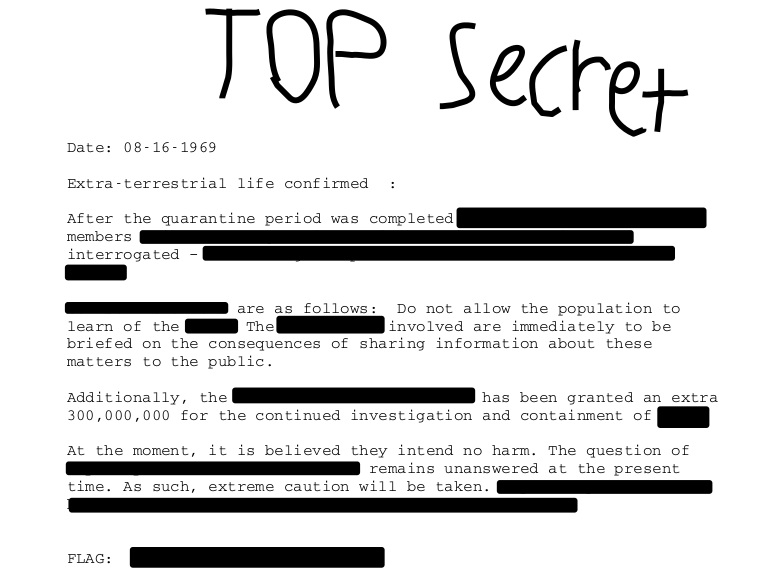 TOP Secret
Date: 08-16-1969
Extra-terrestrial life confirmed  :
After the quarantine period was completed
members
interrogated –
are as follows:  Do not allow the population to
learn of the The involved are immediately to be
briefed on the consequences of sharing information about these
matters to the public.
Additionally, the has been granted an extra
300,000,000 for the continued investigation and containment of
At the moment, it is believed they intend no harm. The question of
remains unanswered at the present
time. As such, extreme caution will be taken.
FLAG: